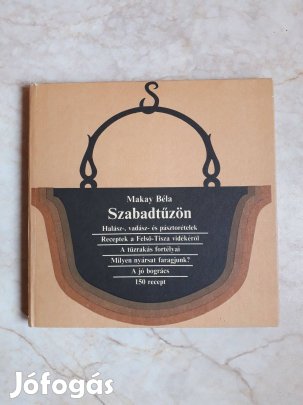 Makay Béla
Szabadtűzön
Halász-, vadász- és pásztorételek
Receptek a Felső-Tisza vidékéről
A tűzrakás fortélyai
Milyen nyársat faragjunk?
A jó bogrács
150 recept
Jófogás